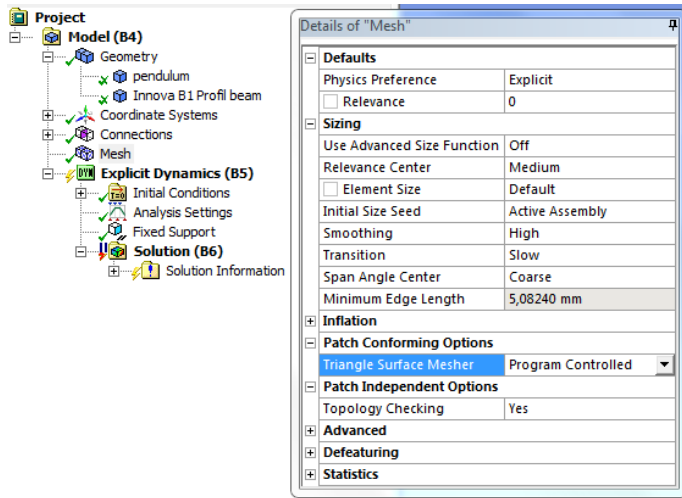 Project
Model (B4)
Geometry
pendulum
Innova B1 Profil beam
Coordinate Systems
Connections
Mesh
Explicit Dynamics (B5)
Initial Conditions
Analysis Settings
Fixed Support
Solution (B6)
Solution Information
Details of "Mesh"
Defaults
Physics Preference Explicit
Relevance 0
Sizing
Use Advanced Size Function Off
Relevance Center Medium
Element Size Default
Initial Size Seed Active Assembly
Smoothing High
Transition Slow
Span Angle Center Coarse
Minimum Edge Length 5,08240 mm
Inflation
Patch Conforming Options
Triangle Surface Mesher Program Controlled
Patch Independent Options
Topology Checking Yes
Advanced
Defeaturing
Statistics